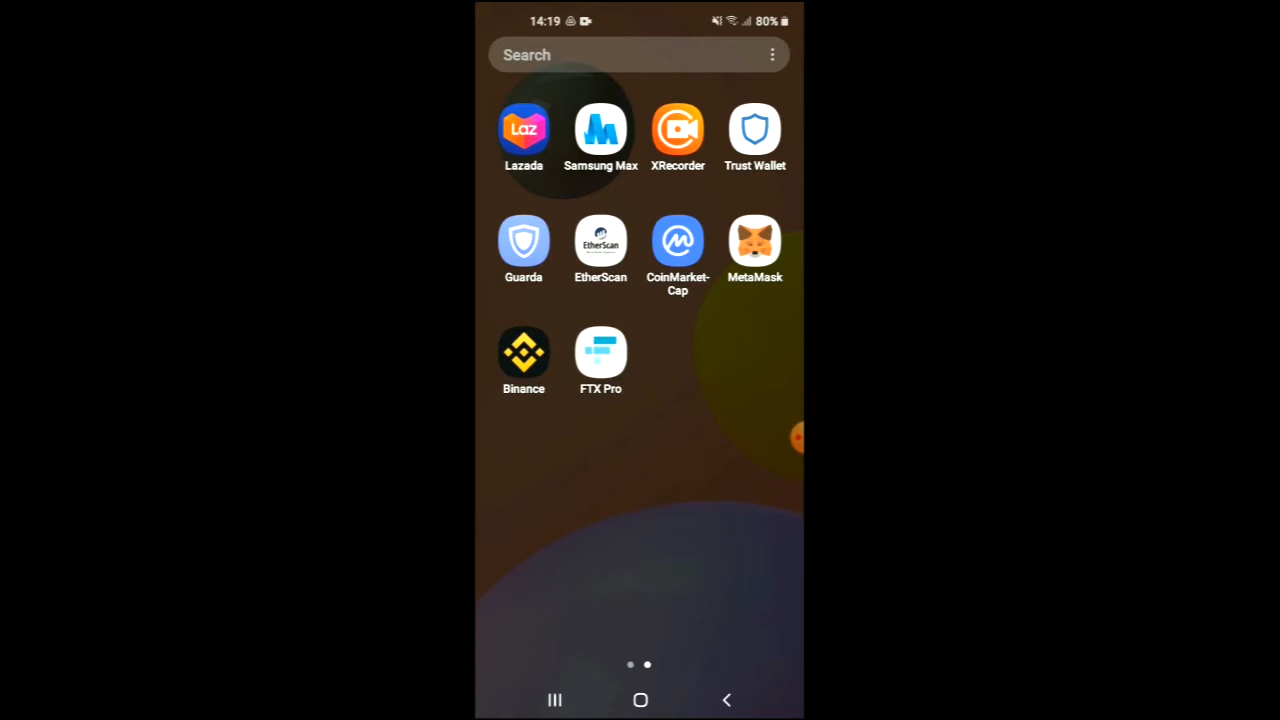 14:19
80%
Search
Laz
Lazada
Samsung Max
XRecorder
Trust Wallet
EtherScan
Guarda
EtherScan
CoinMarket-
Cap
MetaMask
Binance
FTX Pro